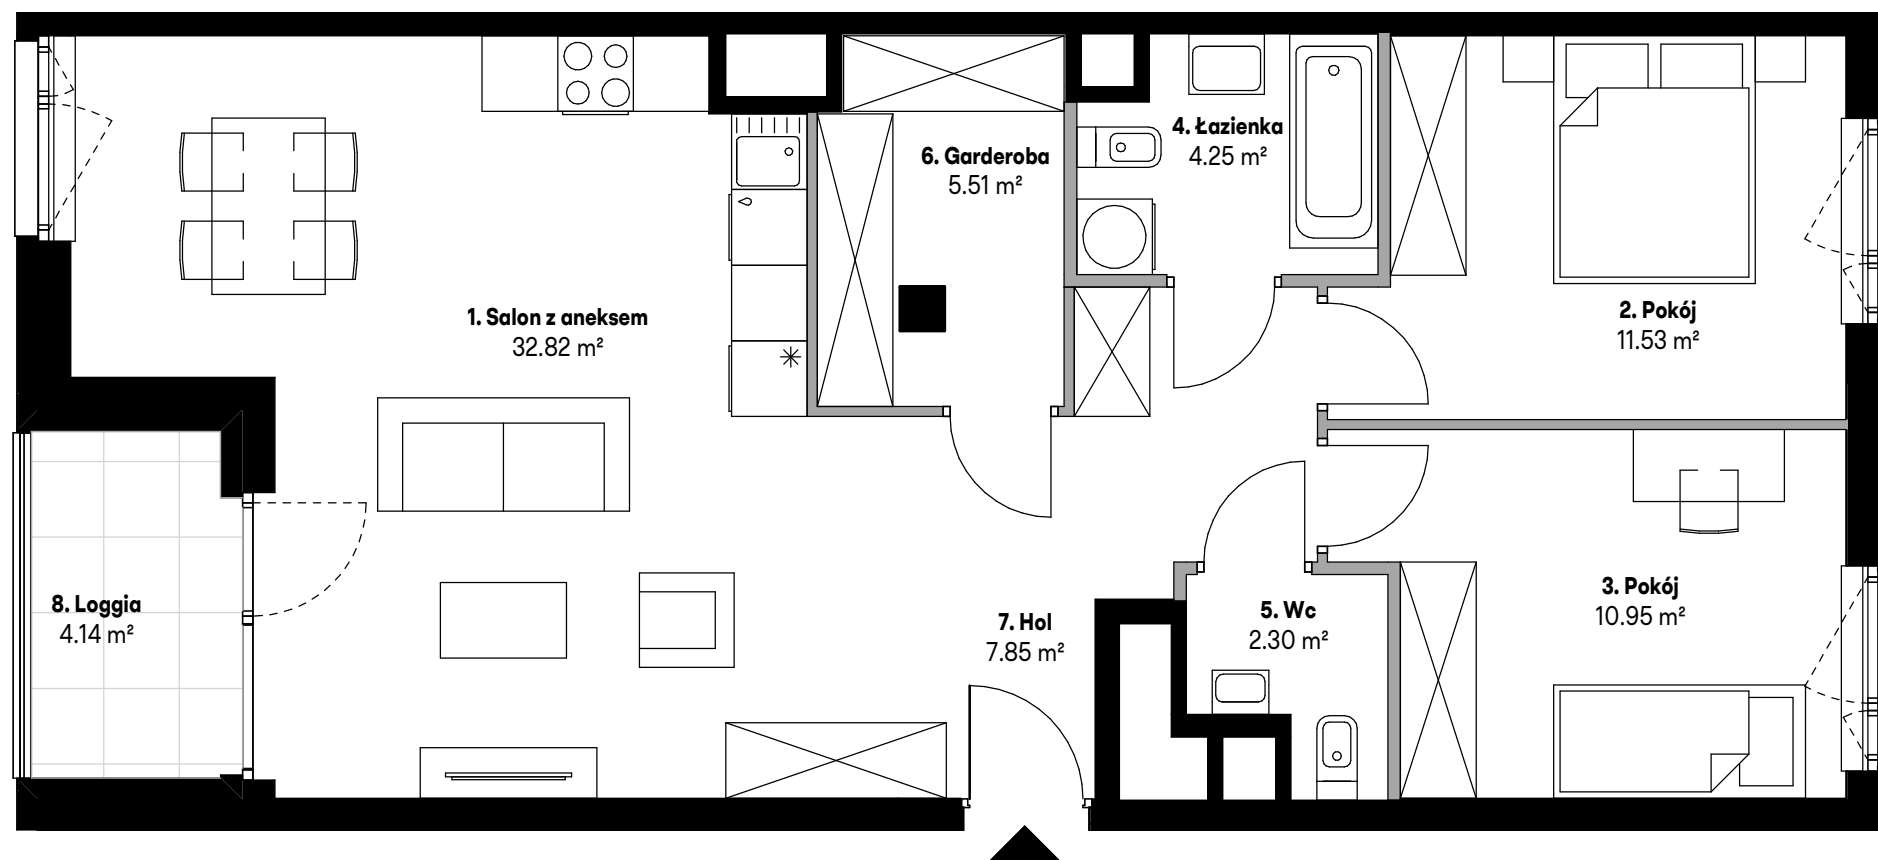 1. Salon z aneksem
32.82 m²
6. Garderoba
5.51 m²
4. Łazienka
4.25 m²
2. Pokój
11.53 m²
3. Pokój
10.95 m²
5. Wc
2.30 m²
7. Hol
7.85 m²
8. Loggia
4.14 m²